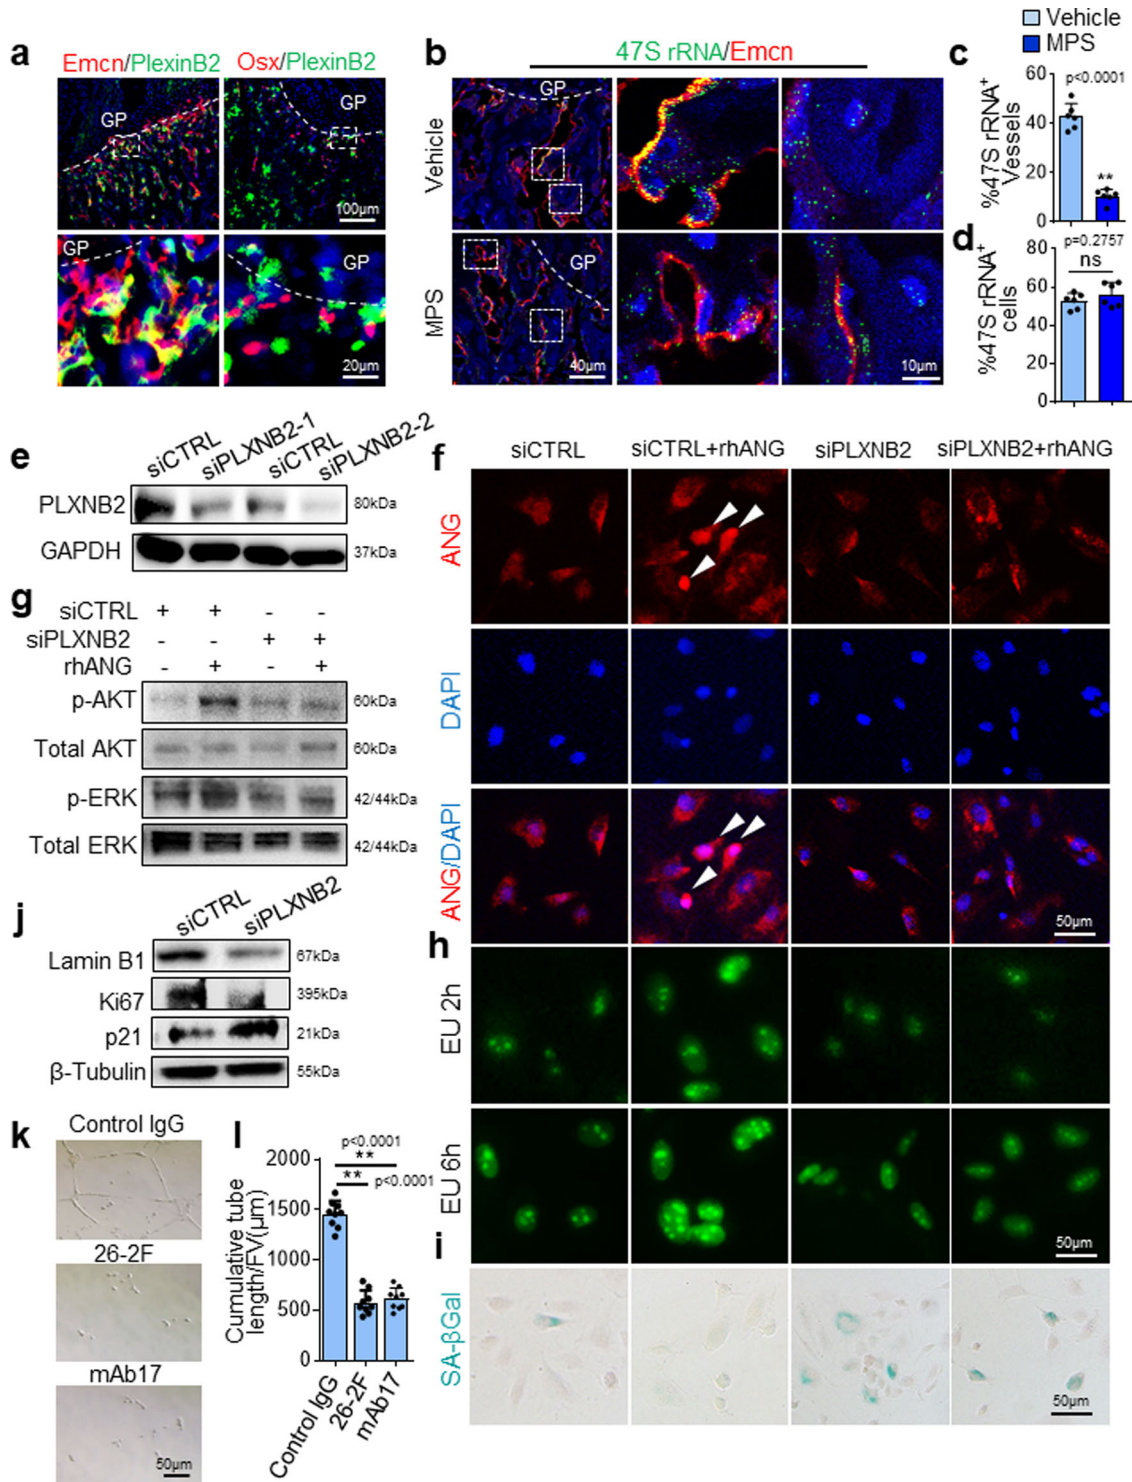 Vehicle
MPS
a
Emcn/PlexinB2
Osx/PlexinB2
GP
GP
100µm
GP
GP
20µm
b
47S rRNA/Emcn
Vehicle
GP
MPS
GP
40µm
10µm
c
p<0.0001
%47S rRNA+
Vessels
60
40
20
0
**
d
p=0.2757
ns
%47S rRNA+
cells
80
60
40
20
0
e
siCTRL
siPLXNB2-1
siCTRL
siPLXNB2-2
PLXNB2
80kDa
GAPDH
37kDa
f
siCTRL
siCTRL+rhANG
siPLXNB2
siPLXNB2+rhANG
ANG
DAPI
ANG/DAPI
50µm
g
siCTRL + + - -
siPLXNB2 - - + +
rhANG - + - +
p-AKT
60kDa
Total AKT
60kDa
p-ERK
42/44kDa
Total ERK
42/44kDa
h
EU 2h
EU 6h
50µm
i
SA-βGal
50µm
j
siCTRL
siPLXNB2
Lamin B1
67kDa
Ki67
395kDa
p21
21kDa
β-Tubulin
55kDa
k
Control IgG
26-2F
mAb17
50µm
l
p<0.0001
**
** p<0.0001
Cumulative tube
length/FV(µm)
2000
1500
1000
500
0
Control IgG
26-2F
mAb17